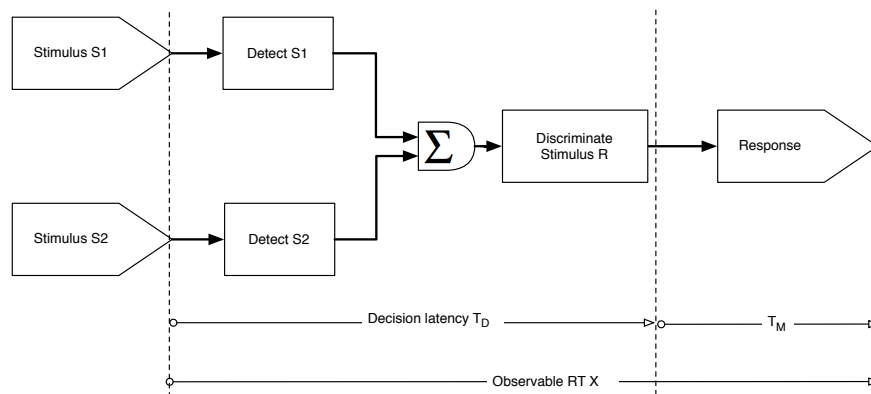 Stimulus S1
Detect S1
Σ
Discriminate
Stimulus R
Response
Stimulus S2
Detect S2
Decision latency T_D
T_M
Observable RT X